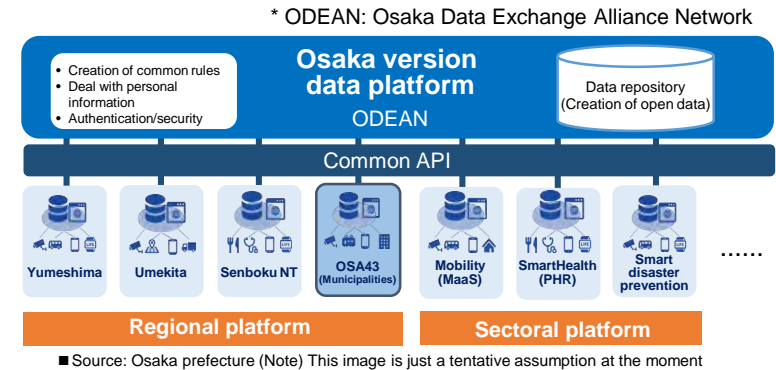 * ODEAN: Osaka Data Exchange Alliance Network
Osaka version
data platform
ODEAN
• Creation of common rules
• Deal with personal
information
• Authentication/security
Data repository
(Creation of open data)
Common API
Yumeshima
Umekita
Senboku NT
OSA43
(Municipalities)
Mobility
(MaaS)
SmartHealth
(PHR)
Smart
disaster
prevention
……
Regional platform
Sectoral platform
■ Source: Osaka prefecture (Note) This image is just a tentative assumption at the moment